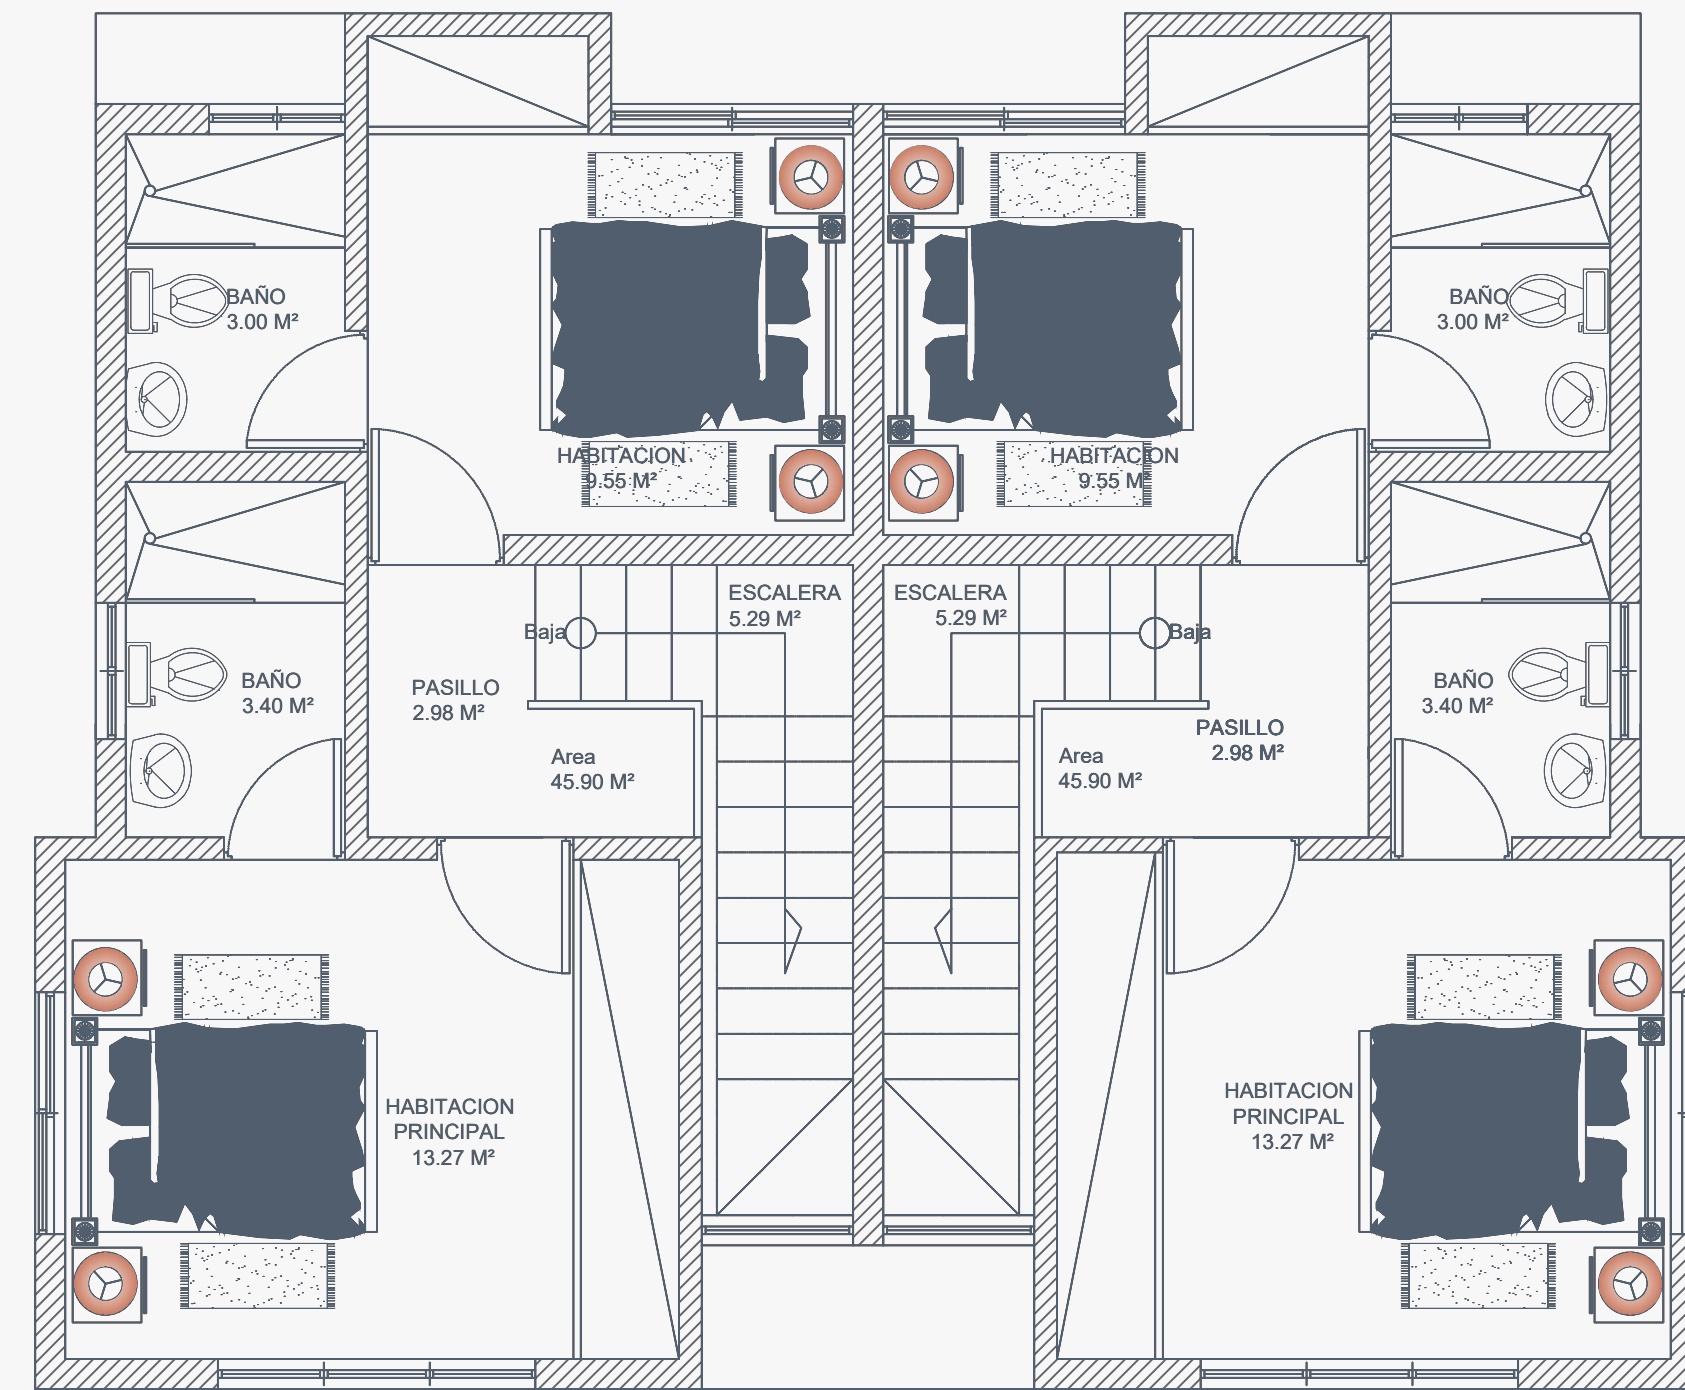 BAÑO
3.00 M²
BAÑO
3.00 M²
HABITACION
9.55 M²
HABITACION
9.55 M²
ESCALERA
5.29 M²
ESCALERA
5.29 M²
Baja
Baja
BAÑO
3.40 M²
PASILLO
2.98 M²
BAÑO
3.40 M²
PASILLO
2.98 M²
Area
45.90 M²
Area
45.90 M²
HABITACION
PRINCIPAL
13.27 M²
HABITACION
PRINCIPAL
13.27 M²